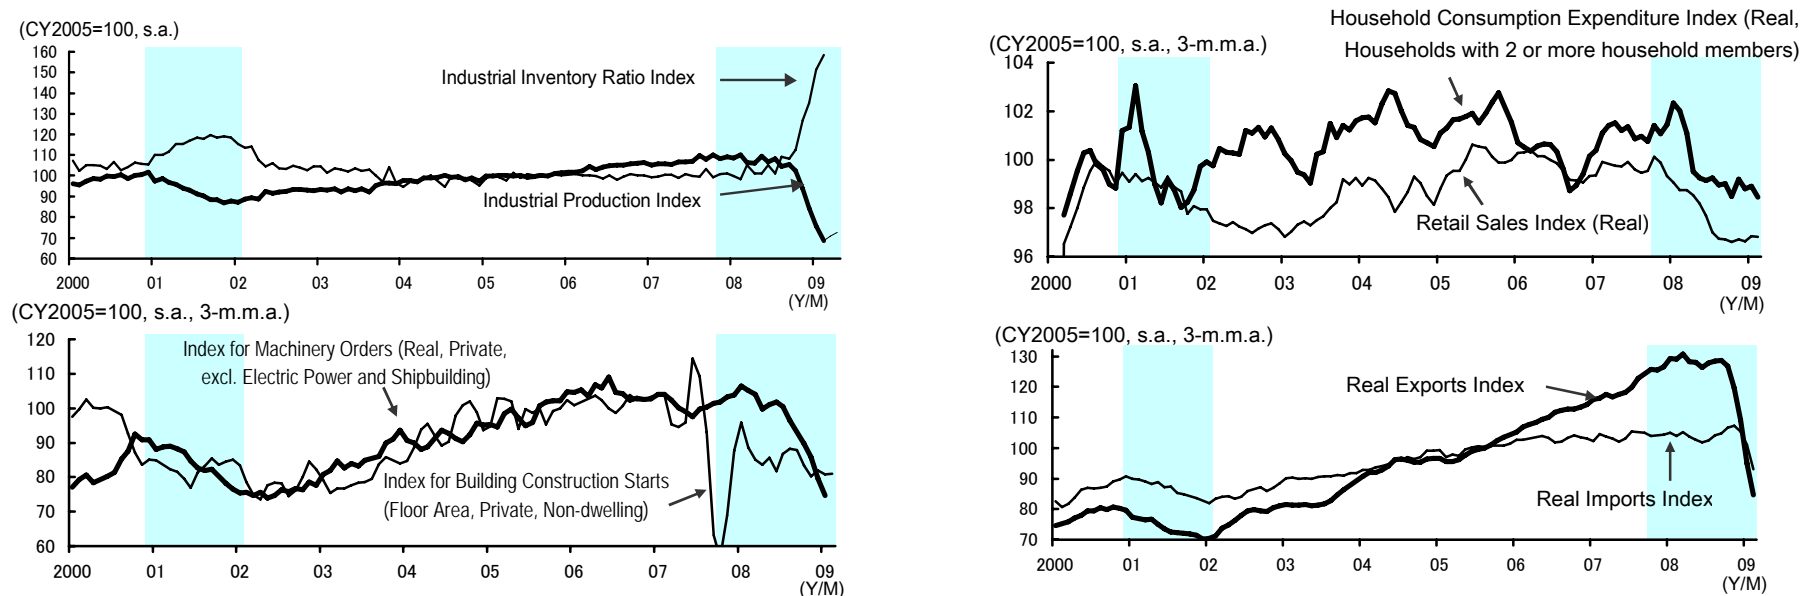 (CY2005=100, s.a.)
160
150
140
130
120
110
100
90
80
70
60
Industrial Inventory Ratio Index
Industrial Production Index
2000 01 02 03 04 05 06 07 08 09
(Y/M)
Household Consumption Expenditure Index (Real,
Households with 2 or more household members)
(CY2005=100, s.a., 3-m.m.a.)
104
102
100
98
96
Retail Sales Index (Real)
2000 01 02 03 04 05 06 07 08 09
(Y/M)
(CY2005=100, s.a., 3-m.m.a.)
120
110
100
90
80
70
60
Index for Machinery Orders (Real, Private,
excl. Electric Power and Shipbuilding)
Index for Building Construction Starts
(Floor Area, Private, Non-dwelling)
2000 01 02 03 04 05 06 07 08 09
(Y/M)
(CY2005=100, s.a., 3-m.m.a.)
130
120
110
100
90
80
70
Real Exports Index
Real Imports Index
2000 01 02 03 04 05 06 07 08 09
(Y/M)